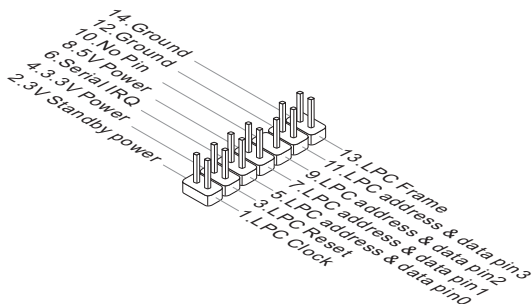 14.Ground
12.Ground
10.No Pin
8.5V Power
6.Serial IRQ
4.3.3V Power
2.3V Standby power
13.LPC Frame
11.LPC address & data pin3
9.LPC address & data pin2
7.LPC address & data pin1
5.LPC address & data pin0
3.LPC Reset
1.LPC Clock